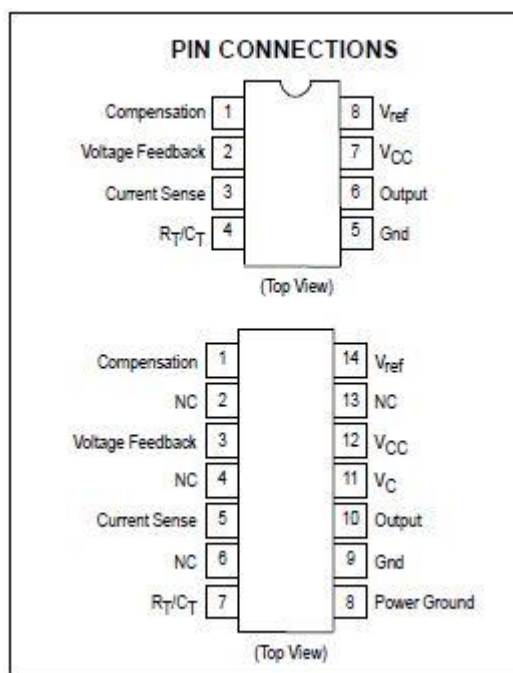 PIN CONNECTIONS
Compensation 1 8 Vref
Voltage Feedback 2 7 VCC
Current Sense 3 6 Output
RT/CT 4 5 Gnd
(Top View)
Compensation 1 14 Vref
NC 2 13 NC
Voltage Feedback 3 12 VCC
NC 4 11 VC
Current Sense 5 10 Output
NC 6 9 Gnd
RT/CT 7 8 Power Ground
(Top View)